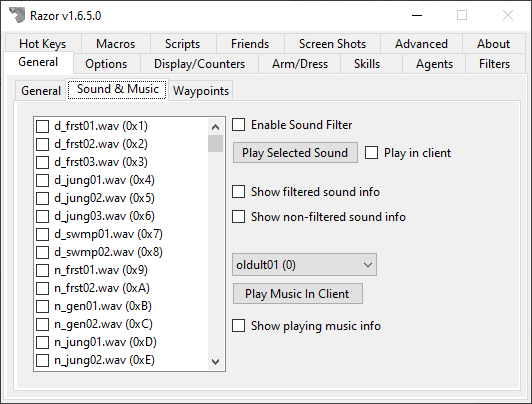 Razor v1.6.5.0
Hot Keys Macros Scripts Friends Screen Shots Advanced About
General Options Display/Counters Arm/Dress Skills Agents Filters
General Sound & Music Waypoints
d_frst01.wav (0x1)
d_frst02.wav (0x2)
d_frst03.wav (0x3)
d_jung01.wav (0x4)
d_jung02.wav (0x5)
d_jung03.wav (0x6)
d_swmp01.wav (0x7)
d_swmp02.wav (0x8)
n_frst01.wav (0x9)
n_frst02.wav (0xA)
n_gen01.wav (0xB)
n_gen02.wav (0xC)
n_jung01.wav (0xD)
n_jung02.wav (0xE)
Enable Sound Filter
Play Selected Sound Play in client
Show filtered sound info
Show non-filtered sound info
oldult01 (0)
Play Music In Client
Show playing music info